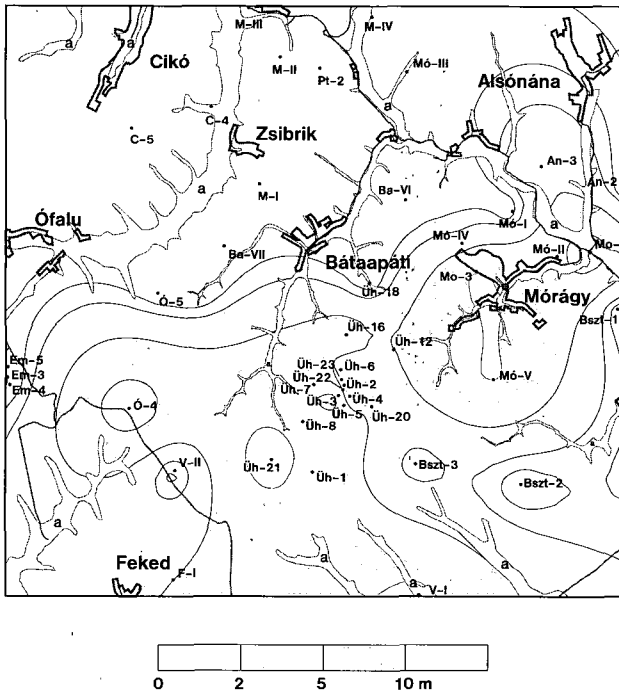 M-III
M-IV
a
a
Cikó
M-II
Pt-2
Mó-III
Alsónána
a
C-5
C-4
Zsibrik
An-3
An-2
a
M-I
Ba-VI
Ófalu
Mó-I
a
Ba-VII
Bátaapáti
Mó-IV
Mó-II
Mo-
Mo-3
Mórágy
Ó-5
Üh-18
Bszt-1
Üh-16
Üh-12
Em-5
Em-3
Em-4
Üh-23
Üh-6
Üh-22
Üh-2
Üh-7
Üh-3
Üh-4
Mó-V
Ó-4
Üh-5
Üh-20
Üh-8
V-II
Üh-21
Üh-1
Bszt-3
Bszt-2
a
a
a
a
Feked
F-I
V-I
0 2 5 10 m